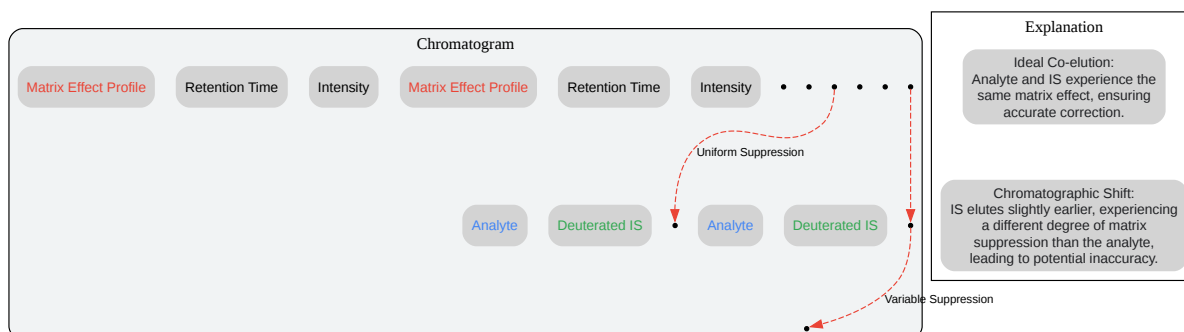 Chromatogram
Matrix Effect Profile
Retention Time
Intensity
Matrix Effect Profile
Retention Time
Intensity
Uniform Suppression
Analyte
Deuterated IS
Analyte
Deuterated IS
Variable Suppression
Explanation
Ideal Co-elution:
Analyte and IS experience the
same matrix effect, ensuring
accurate correction.
Chromatographic Shift:
IS elutes slightly earlier, experiencing
a different degree of matrix
suppression than the analyte,
leading to potential inaccuracy.